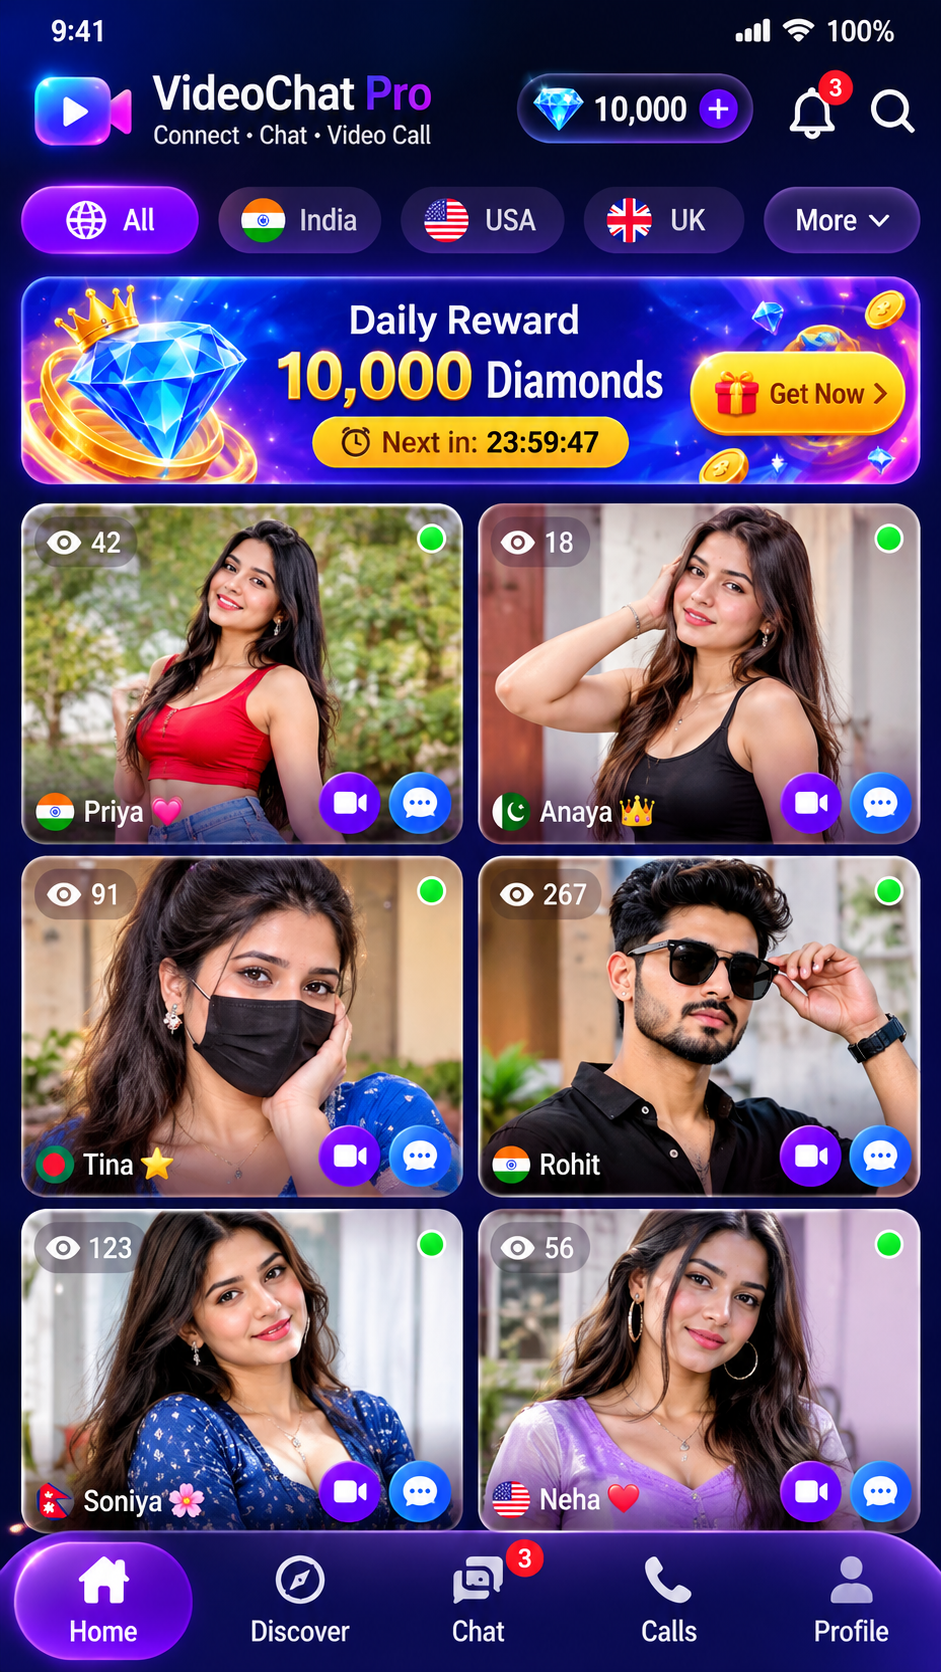 9:41
100%
VideoChat Pro
Connect • Chat • Video Call
10,000 +
3
All
India
USA
UK
More
Daily Reward
10,000 Diamonds
Next in: 23:59:47
Get Now >
42
18
Priya 💗
Anaya 👑
91
267
Tina ⭐
Rohit
123
56
Soniya 🌸
Neha ❤️
3
Home
Discover
Chat
Calls
Profile